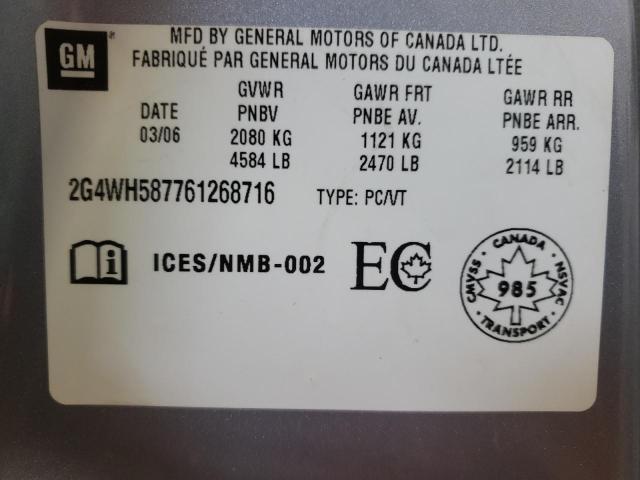 GM
MFD BY GENERAL MOTORS OF CANADA LTD.
FABRIQUÉ PAR GENERAL MOTORS DU CANADA LTÉE
DATE
03/06
GVWR
PNBV
2080 KG
4584 LB
GAWR FRT
PNBE AV.
1121 KG
2470 LB
GAWR RR
PNBE ARR.
959 KG
2114 LB
2G4WH587761268716 TYPE: PC/VT
i ICES/NMB-002 EC
CANADA
CMVSS 985 NSVAC
TRANSPORT